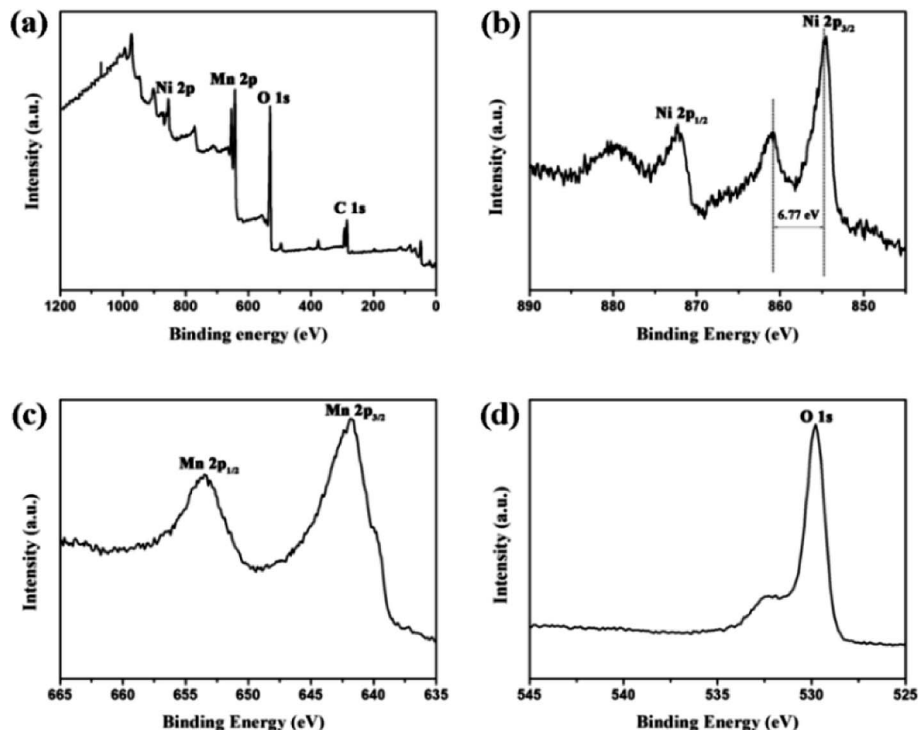 (a)
Ni 2p
Mn 2p
O 1s
C 1s
Intensity (a.u.)
1200 1000 800 600 400 200 0
Binding energy (eV)
(b)
Ni 2p3/2
Ni 2p1/2
6.77 eV
Intensity (a.u.)
890 880 870 860 850
Binding Energy (eV)
(c)
Mn 2p3/2
Mn 2p1/2
Intensity (a.u.)
665 660 655 650 645 640 635
Binding Energy (eV)
(d)
O 1s
Intensity (a.u.)
545 540 535 530 525
Binding Energy (eV)